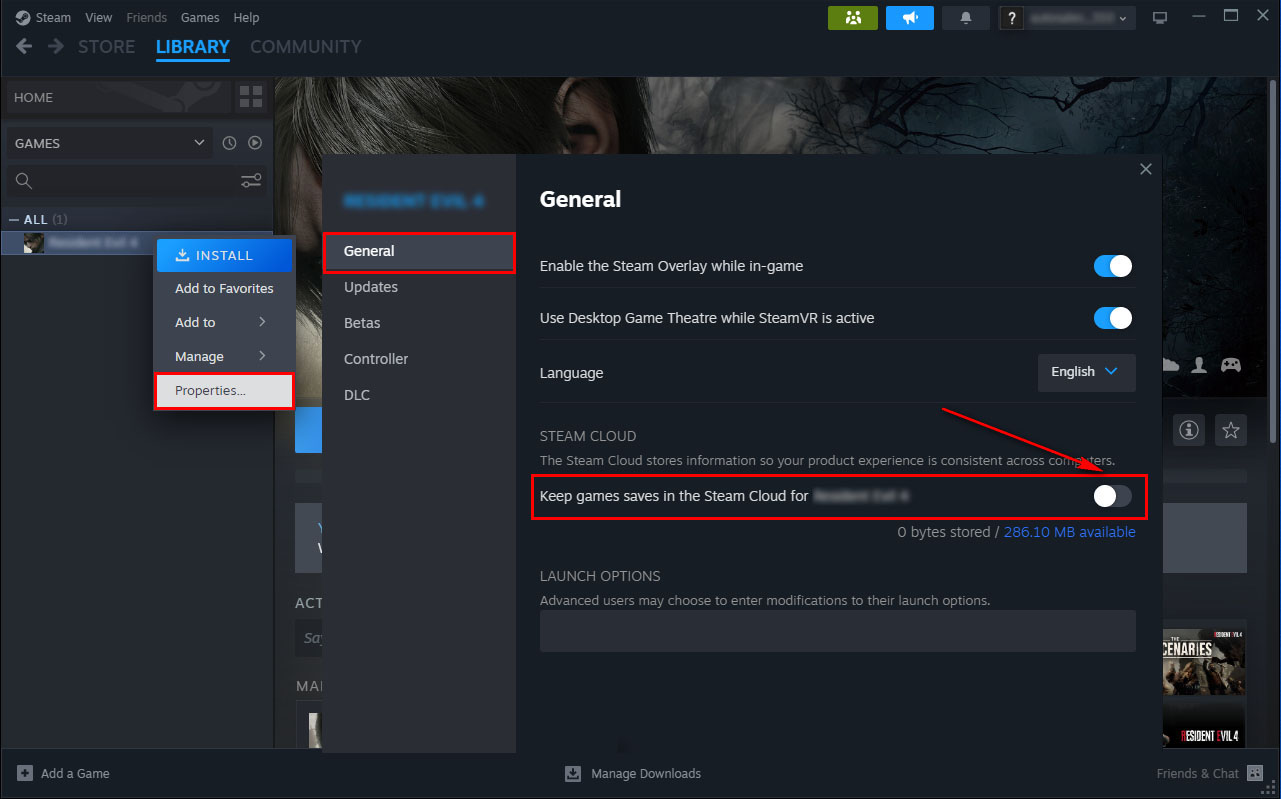 Steam View Friends Games Help
?
STORE LIBRARY COMMUNITY
HOME
GAMES
ALL (1)
INSTALL
Add to Favorites
Add to
Manage
Properties...
General
Updates
Betas
Controller
DLC
General
Enable the Steam Overlay while in-game
Use Desktop Game Theatre while SteamVR is active
Language
English
STEAM CLOUD
The Steam Cloud stores information so your product experience is consistent across computers.
Keep games saves in the Steam Cloud for
0 bytes stored / 286.10 MB available
LAUNCH OPTIONS
Advanced users may choose to enter modifications to their launch options.
Y
W
ACT
Say
MA
RESIDENT EVIL 4
THE
CENARIES
RESIDENT EVIL 4
Add a Game
Manage Downloads
Friends & Chat